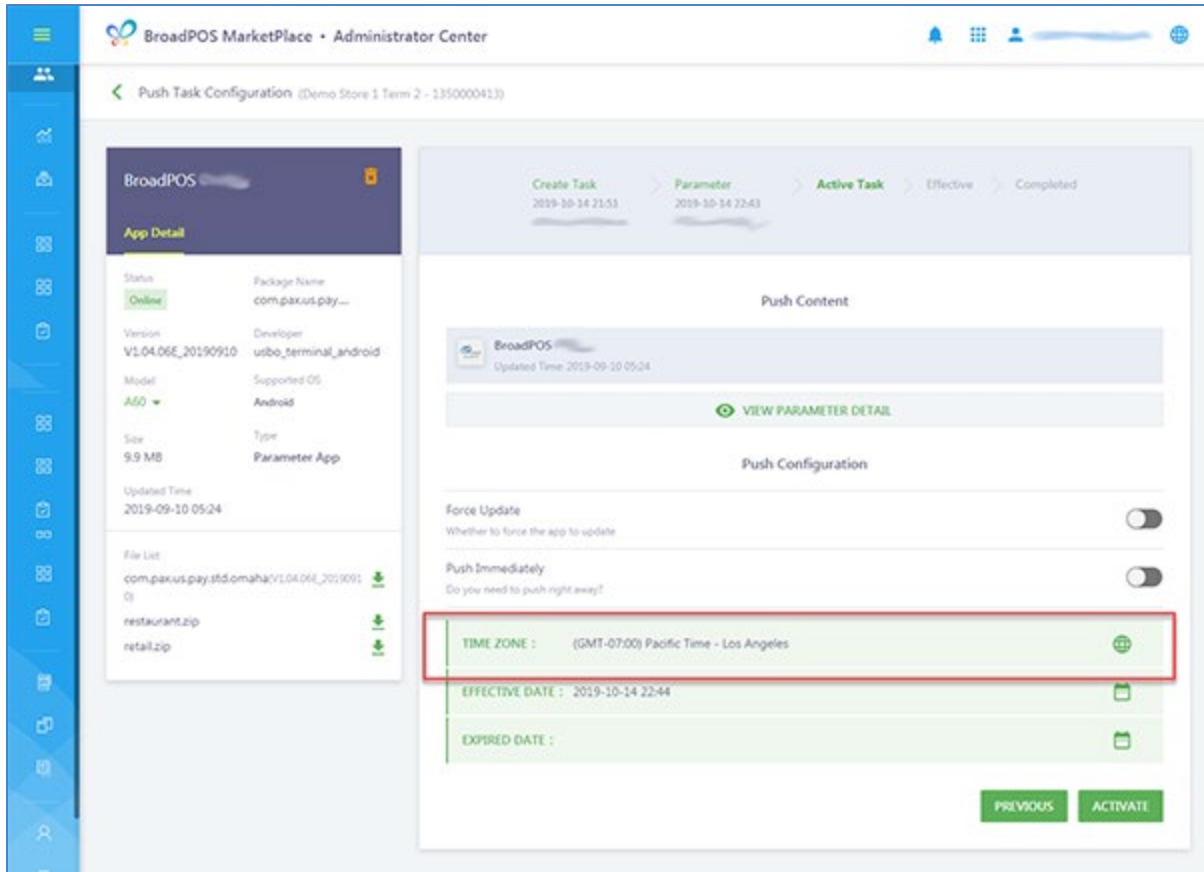 BroadPOS MarketPlace • Administrator Center
Push Task Configuration (Demo Store 1 Term 2 - 1350000413)
BroadPOS
App Detail
Status
Package Name
Online
com.pax.us.pay....
Version
Developer
V1.04.06E_20190910
usbo_terminal_android
Model
Supported OS
A60
Android
Size
Type
9.9 MB
Parameter App
Updated Time
2019-09-10 05:24
File List
com.pax.us.pay.std.omaha(V1.04.06E_2019091
0)
restaurant.zip
retail.zip
Create Task
Parameter
Active Task
Effective
Completed
2019-10-14 21:51
2019-10-14 22:43
Push Content
BroadPOS
Updated Time: 2019-09-10 05:24
VIEW PARAMETER DETAIL
Push Configuration
Force Update
Whether to force the app to update
Push Immediately
Do you need to push right away?
TIME ZONE : (GMT-07:00) Pacific Time - Los Angeles
EFFECTIVE DATE : 2019-10-14 22:44
EXPIRED DATE :
PREVIOUS
ACTIVATE